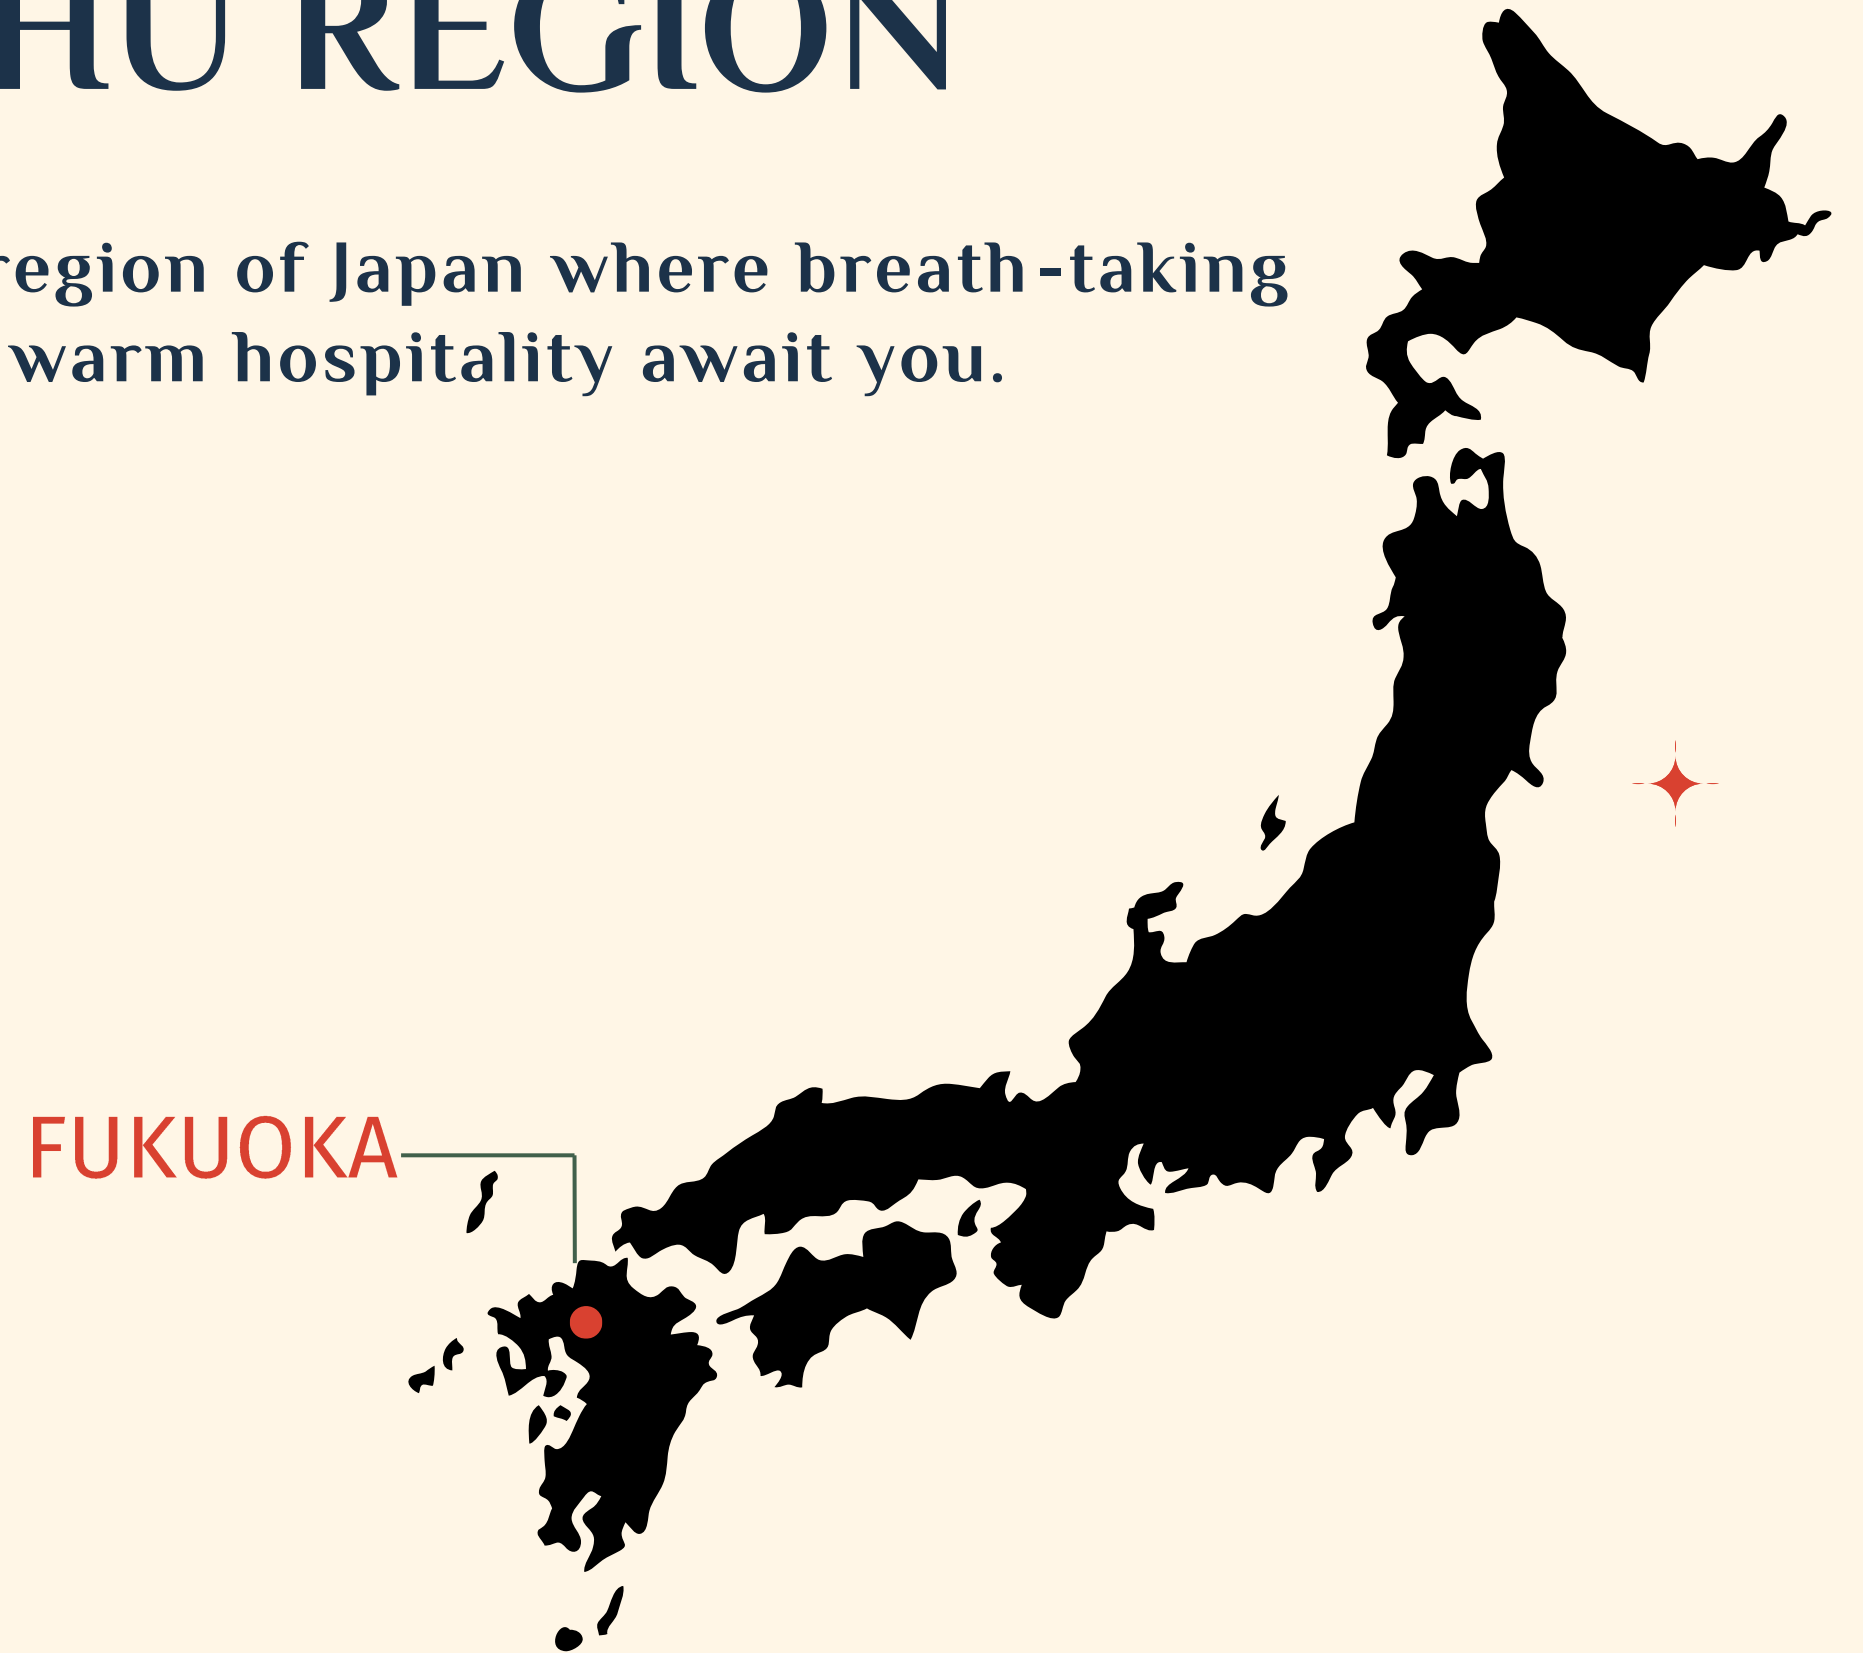 HU REGION
region of Japan where breath-taking
warm hospitality await you.
FUKUOKA